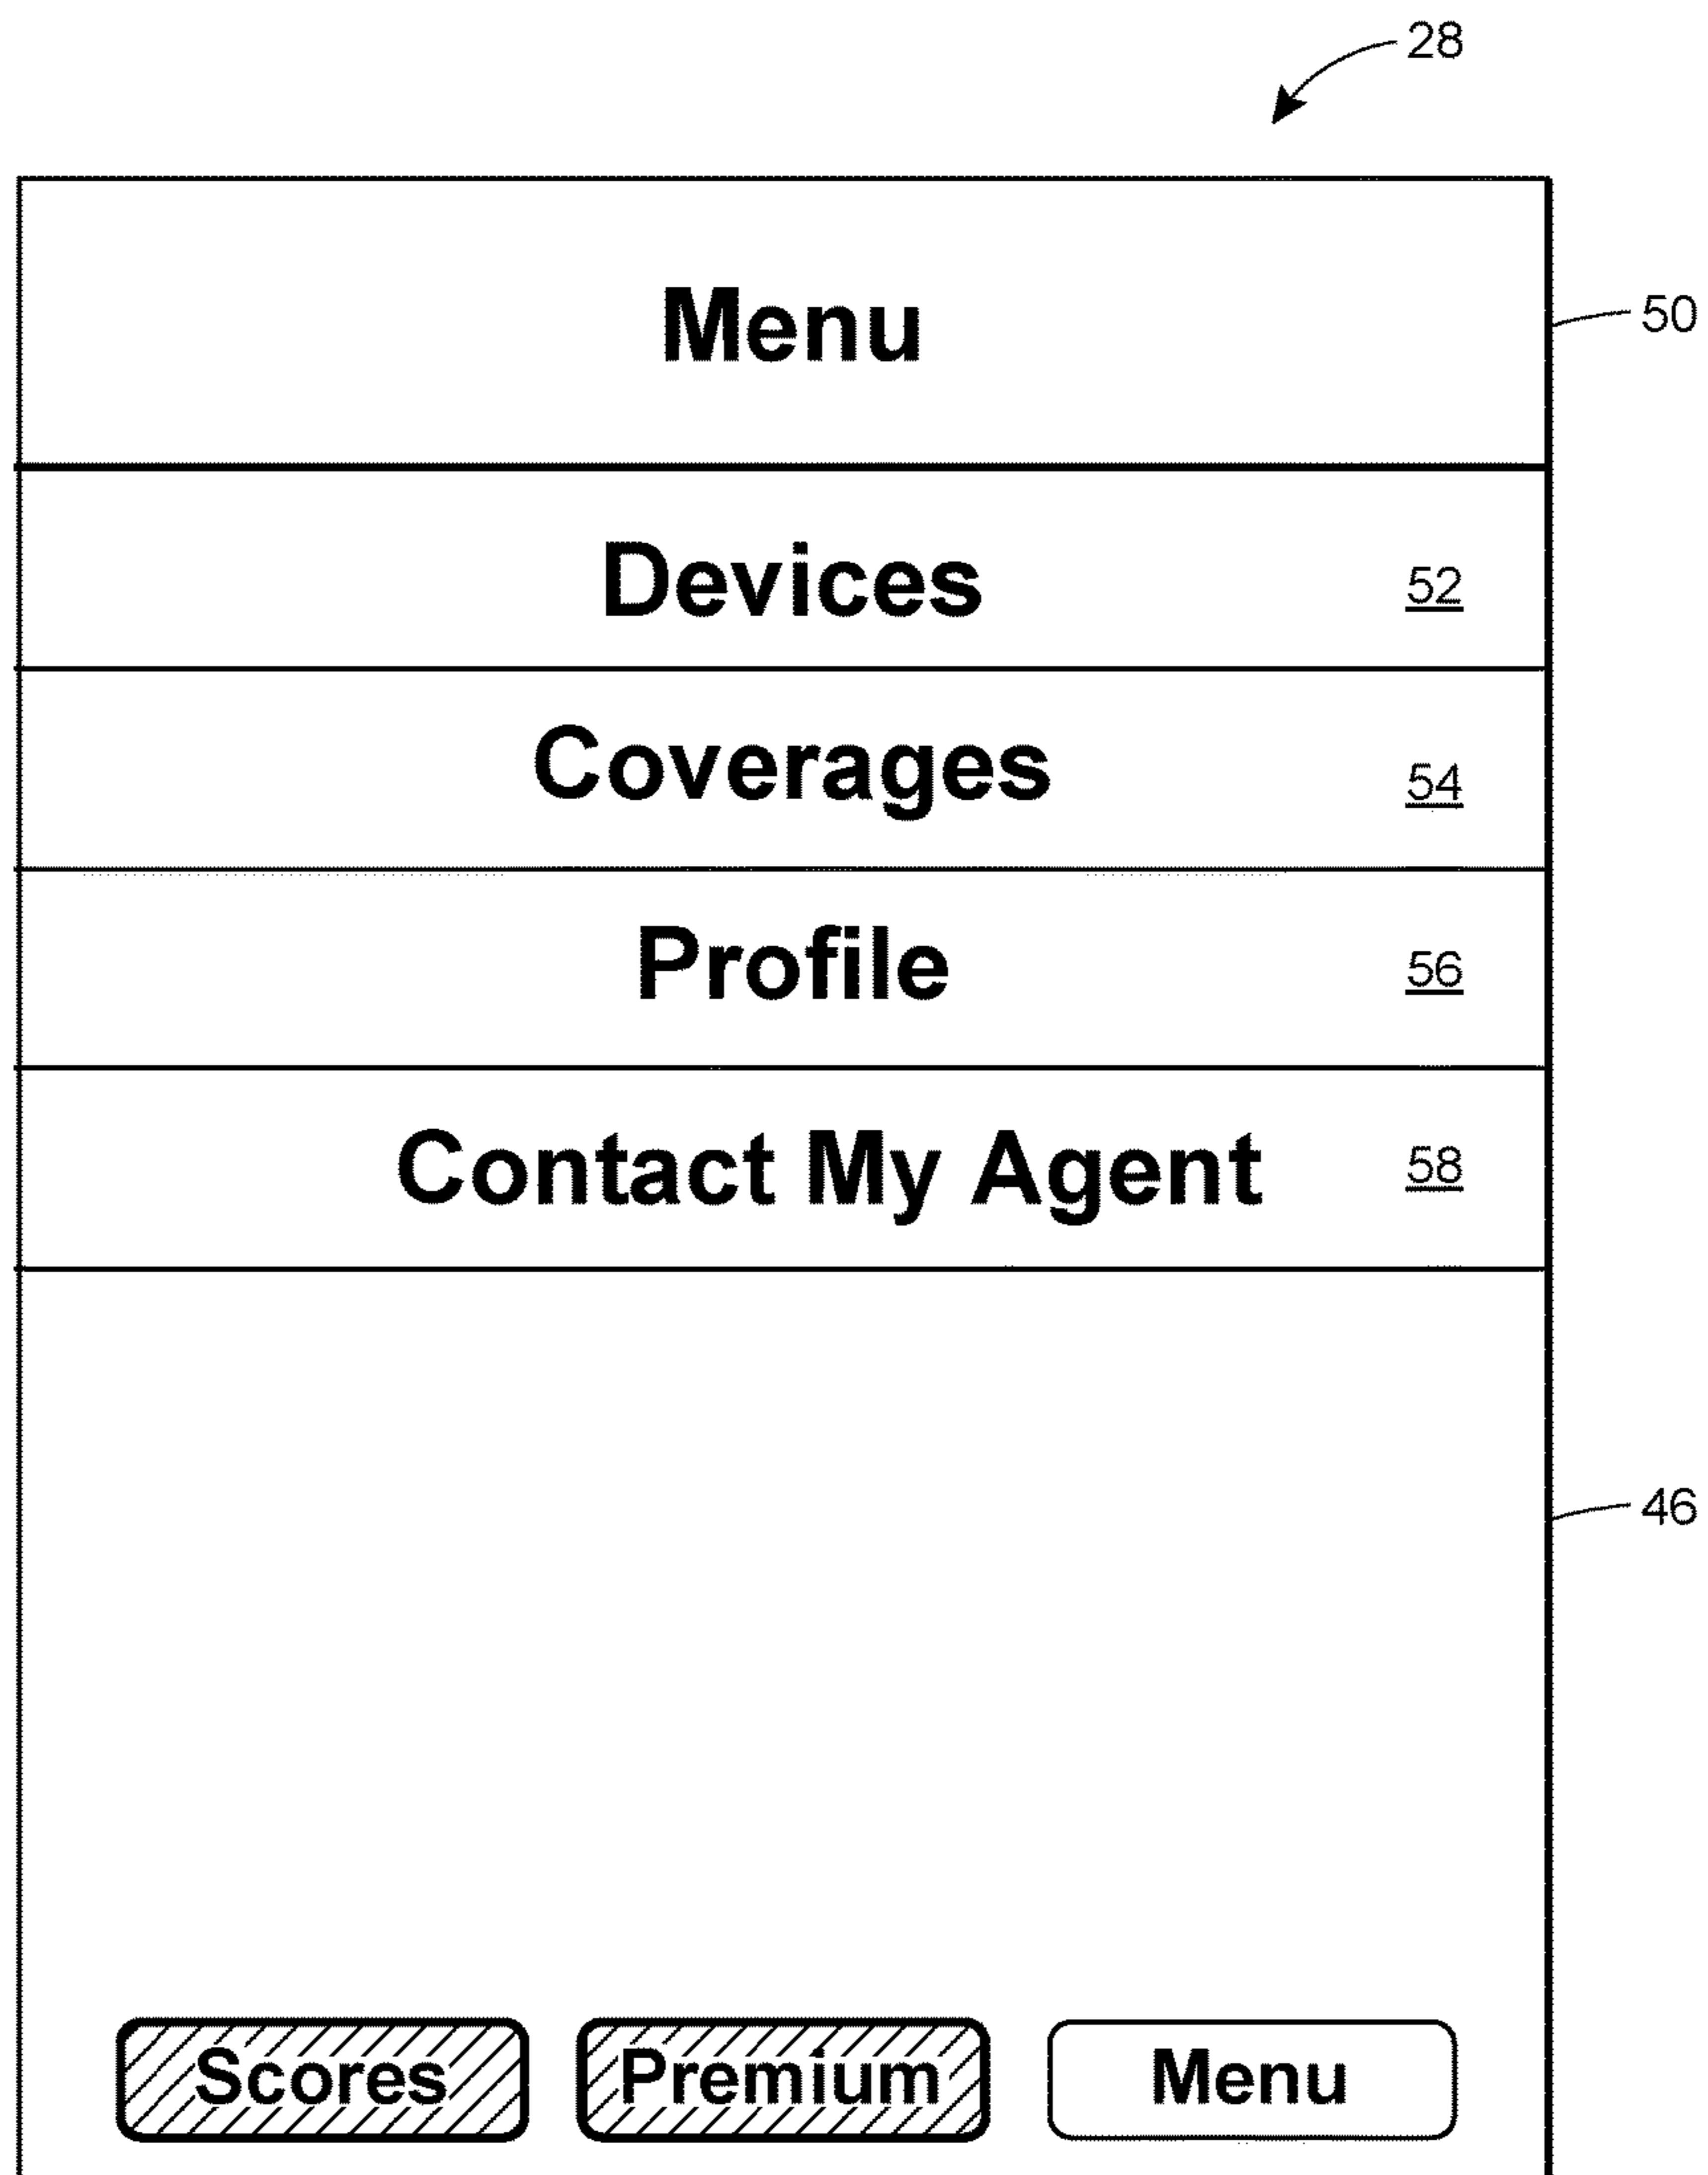 28
Menu
50
Devices 52
Coverages 54
Profile 56
Contact My Agent 58
46
Scores Premium Menu